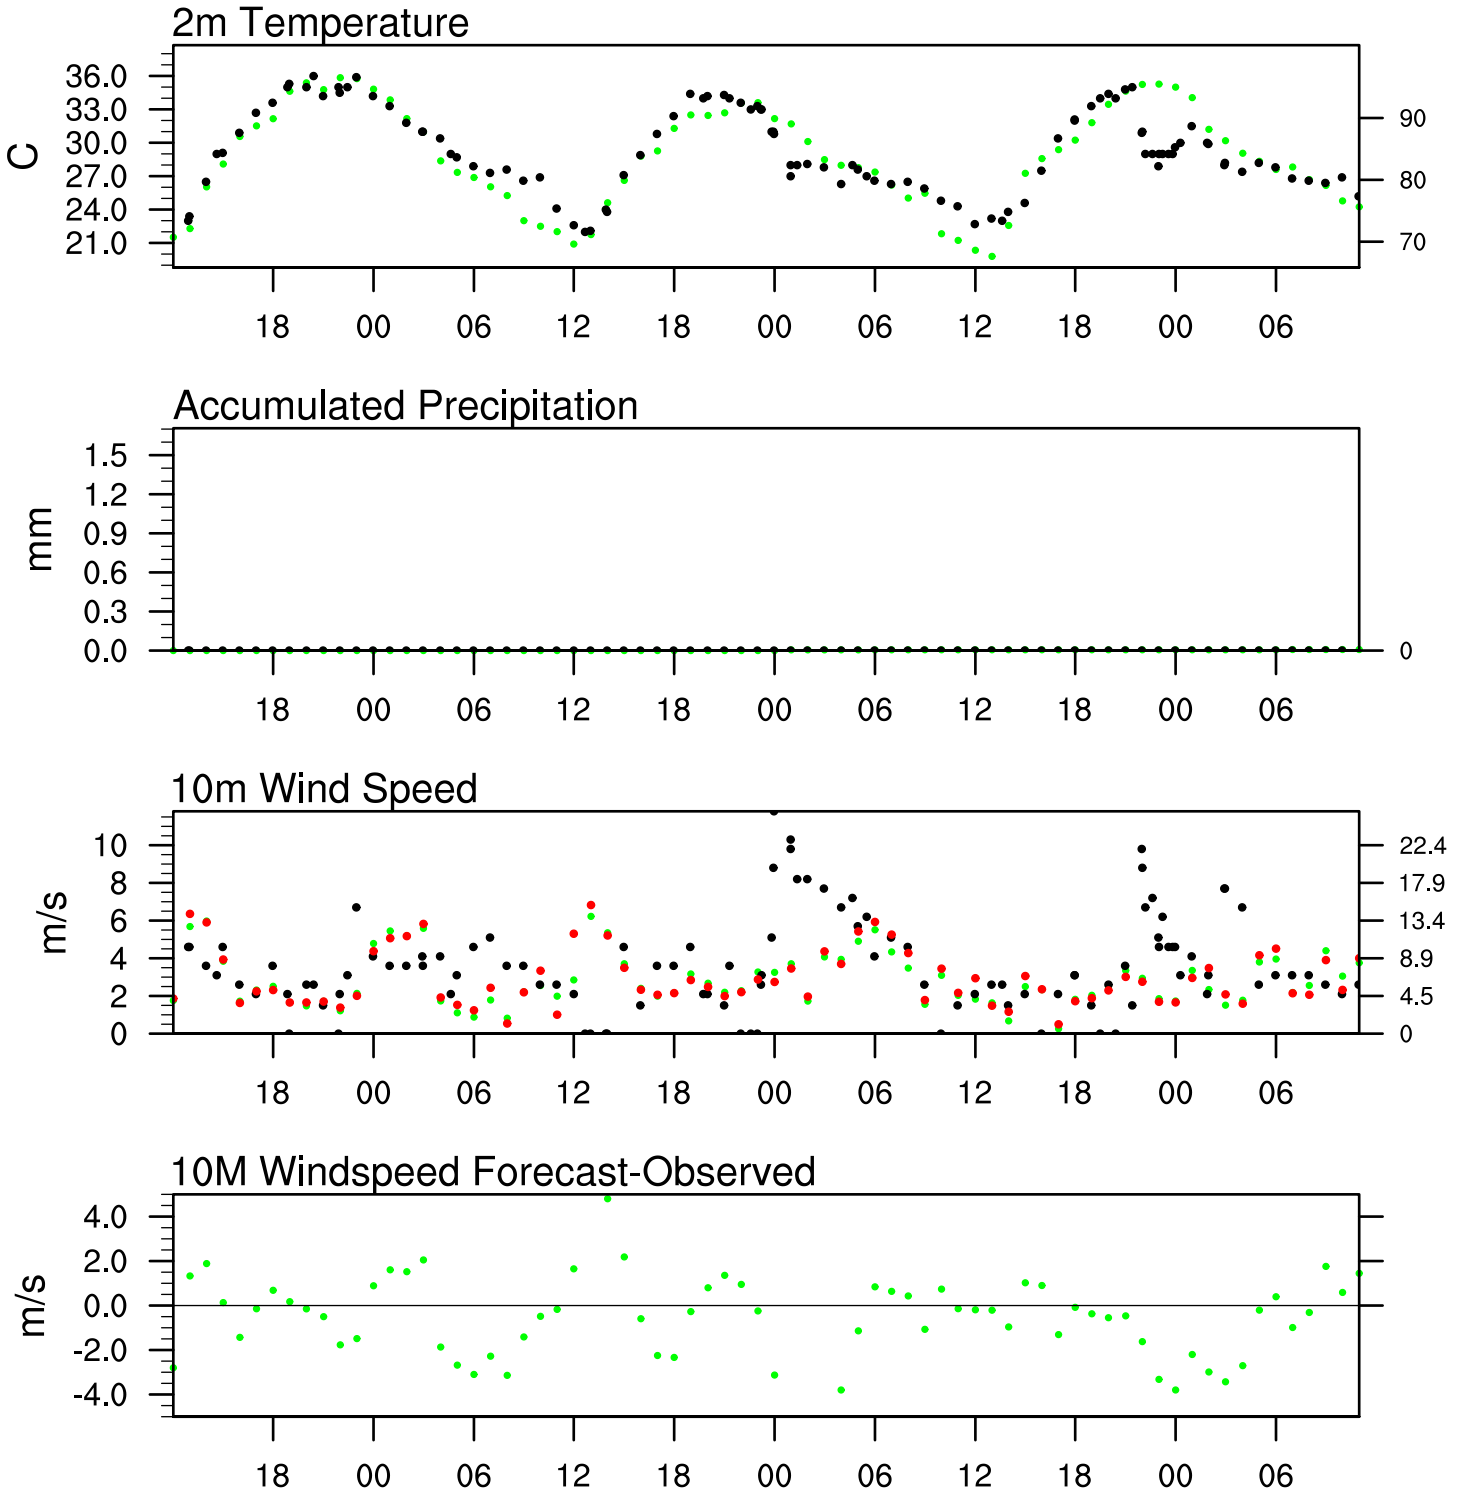 2m Temperature
36.0
33.0
30.0
27.0
24.0
21.0
C
90
80
70
18 00 06 12 18 00 06 12 18 00 06
Accumulated Precipitation
1.5
1.2
0.9
0.6
0.3
0.0
mm
0
18 00 06 12 18 00 06 12 18 00 06
10m Wind Speed
10
8
6
4
2
0
m/s
22.4
17.9
13.4
8.9
4.5
0
18 00 06 12 18 00 06 12 18 00 06
10M Windspeed Forecast-Observed
4.0
2.0
0.0
-2.0
-4.0
m/s
18 00 06 12 18 00 06 12 18 00 06